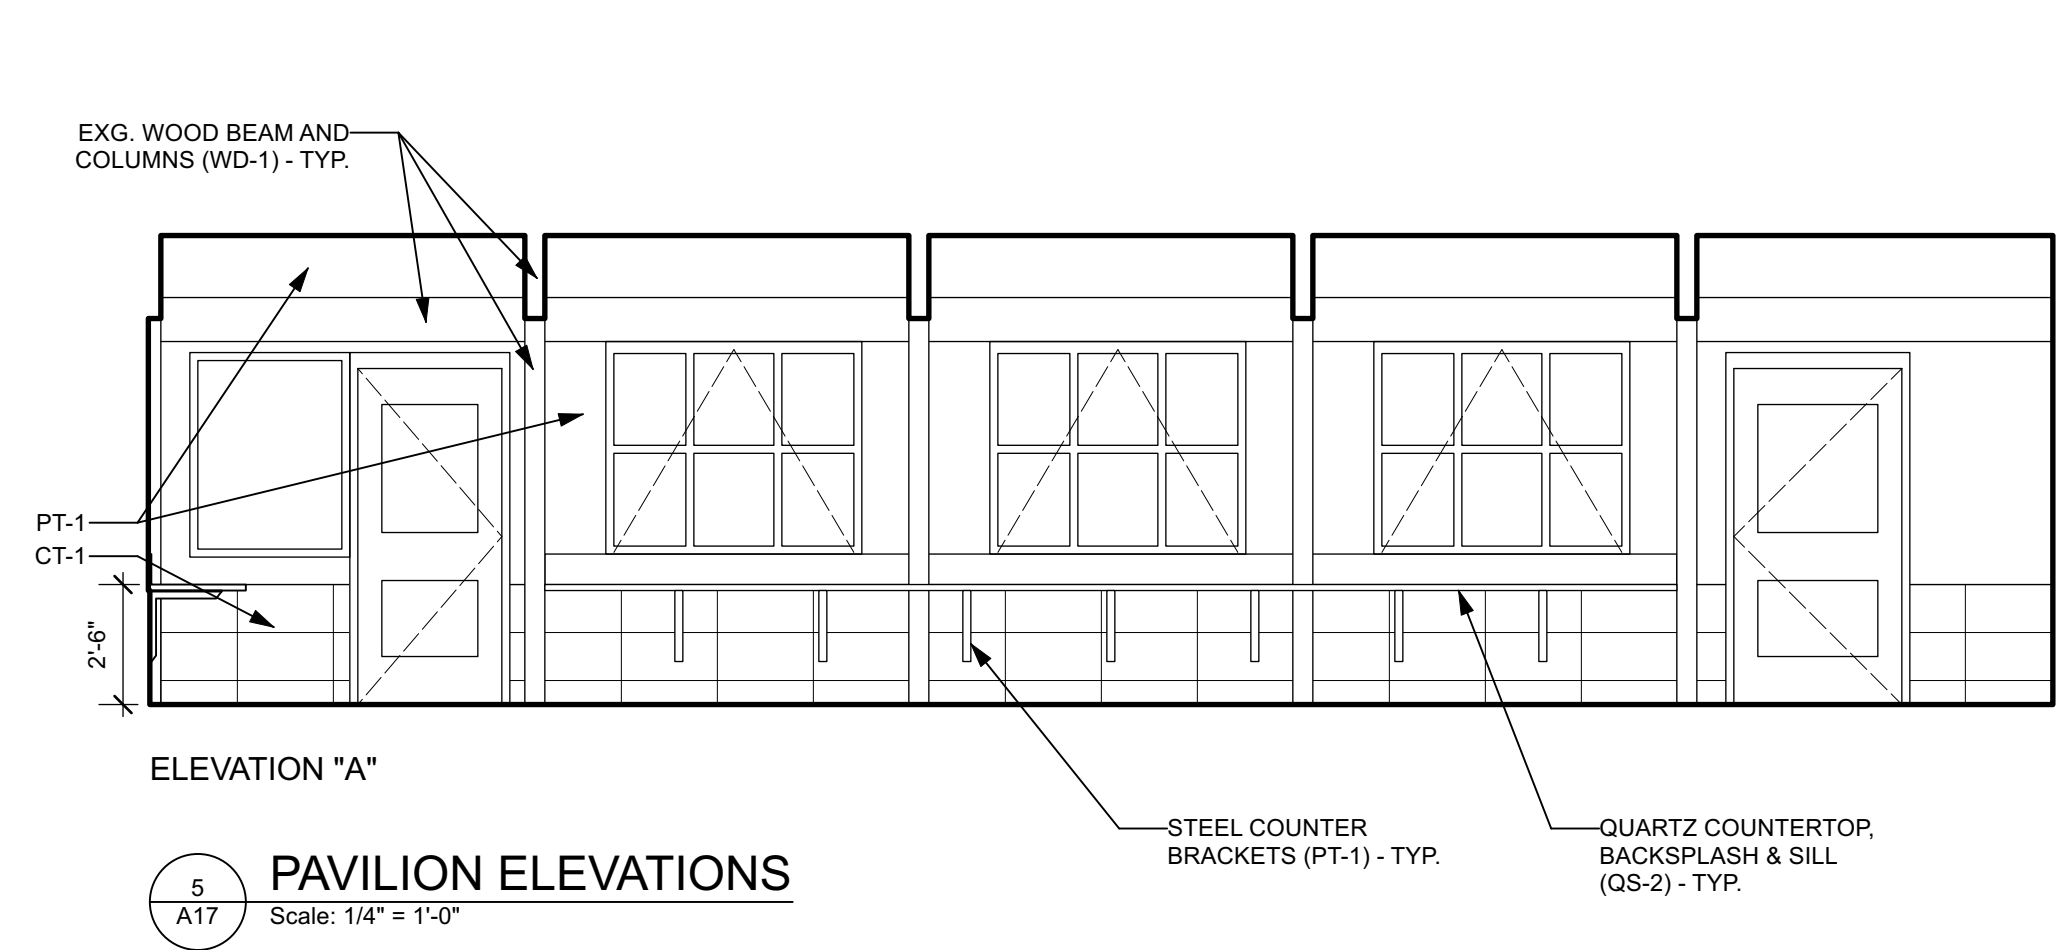 EXG. WOOD BEAM AND
COLUMNS (WD-1) - TYP.
PT-1
CT-1
2'-6"
ELEVATION "A"
STEEL COUNTER
BRACKETS (PT-1) - TYP.
QUARTZ COUNTERTOP,
BACKSPLASH & SILL
(QS-2) - TYP.
5
A17
PAVILION ELEVATIONS
Scale: 1/4" = 1'-0"